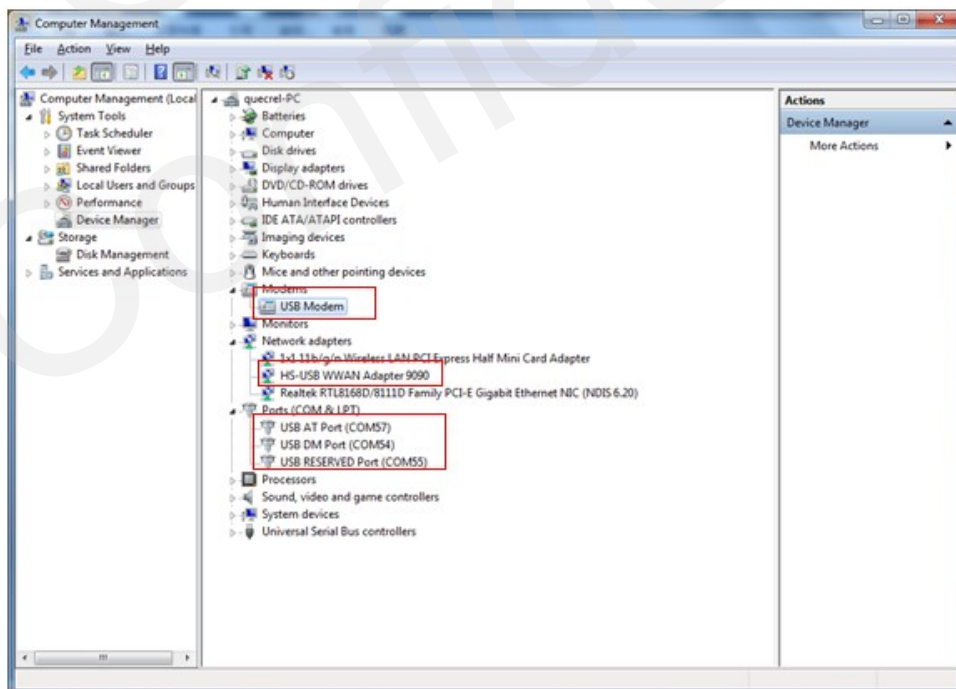 Computer Management
File Action View Help
Computer Management (Local
System Tools
Task Scheduler
Event Viewer
Shared Folders
Local Users and Groups
Performance
Device Manager
Storage
Disk Management
Services and Applications
quecrel-PC
Batteries
Computer
Disk drives
Display adapters
DVD/CD-ROM drives
Human Interface Devices
IDE ATA/ATAPI controllers
Imaging devices
Keyboards
Mice and other pointing devices
Modems
USB Modem
Monitors
Network adapters
1x1 11b/g/n Wireless LAN PCI Express Half Mini Card Adapter
HS-USB WWAN Adapter 9090
Realtek RTL8168D/8111D Family PCI-E Gigabit Ethernet NIC (NDIS 6.20)
Ports (COM & LPT)
USB AT Port (COM57)
USB DM Port (COM54)
USB RESERVED Port (COM55)
Processors
Sound, video and game controllers
System devices
Universal Serial Bus controllers
Actions
Device Manager
More Actions